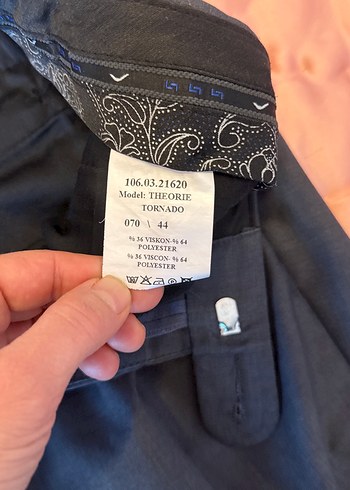 106.03.21620
Model: THEORIE
TORNADO
070 \ 44
% 36 VISKON-% 64
POLYESTER
% 36 VISCON- % 64
POLYESTER